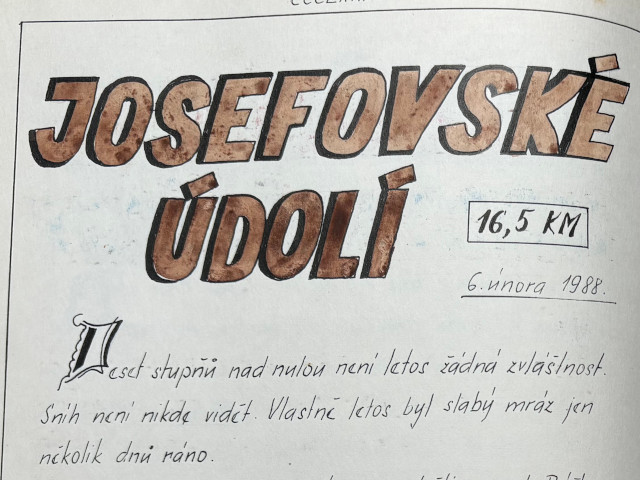 JOSEFOVSKÉ
ÚDOLÍ
16,5 KM
6. února 1988.
Deset stupňů nad nulou není letos žádná zvláštnost.
Sníh není nikde vidět. Vlastně letos byl slabý mráz jen
několik dnů ráno.